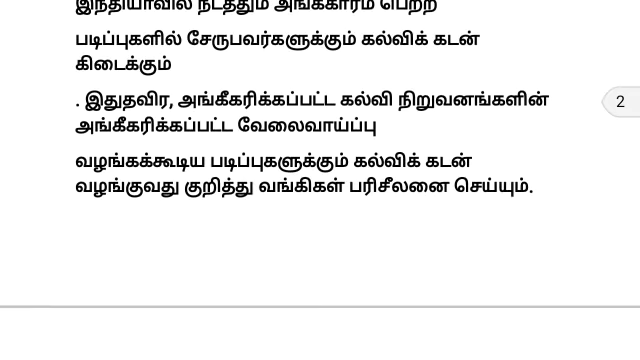 இந்தியாவில் நடத்தும் அங்ககாரம் பெற்ற
படிப்புகளில் சேருபவர்களுக்கும் கல்விக் கடன்
கிடைக்கும்
. இதுதவிர, அங்கீகரிக்கப்பட்ட கல்வி நிறுவனங்களின்
அங்கீகரிக்கப்பட்ட வேலைவாய்ப்பு
வழங்கக்கூடிய படிப்புகளுக்கும் கல்விக் கடன்
வழங்குவது குறித்து வங்கிகள் பரிசீலனை செய்யும்.
2